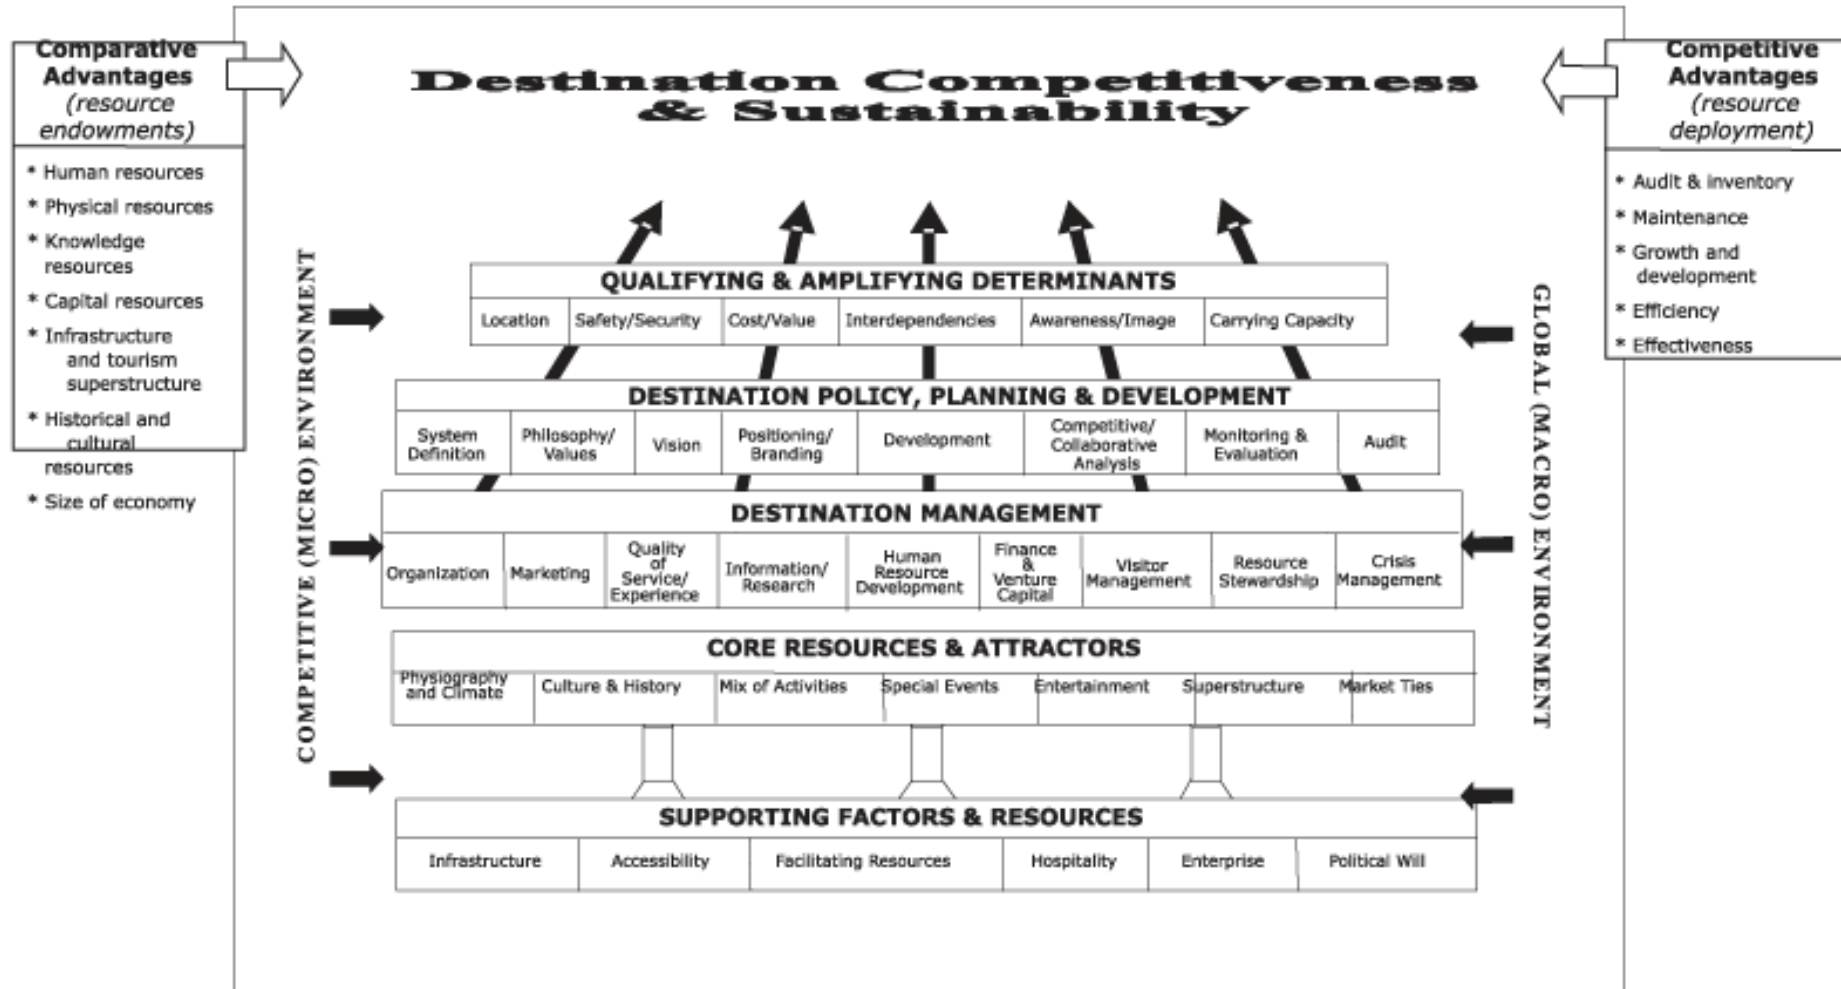 Comparative
Advantages
(resource
endowments)
* Human resources
* Physical resources
* Knowledge
resources
* Capital resources
* Infrastructure
and tourism
superstructure
* Historical and
cultural
resources
* Size of economy
Destination Competitiveness
& Sustainability
Competitive
Advantages
(resource
deployment)
* Audit & inventory
* Maintenance
* Growth and
development
* Efficiency
* Effectiveness
COMPETITIVE (MICRO) ENVIRONMENT
QUALIFYING & AMPLIFYING DETERMINANTS
Location
Safety/Security
Cost/Value
Interdependencies
Awareness/Image
Carrying Capacity
DESTINATION POLICY, PLANNING & DEVELOPMENT
System
Definition
Philosophy/
Values
Vision
Positioning/
Branding
Development
Competitive/
Collaborative
Analysis
Monitoring &
Evaluation
Audit
DESTINATION MANAGEMENT
Organization
Marketing
Quality
of
Service/
Experience
Information/
Research
Human
Resource
Development
Finance
&
Venture
Capital
Visitor
Management
Resource
Stewardship
Crisis
Management
CORE RESOURCES & ATTRACTORS
Physiography
and Climate
Culture & History
Mix of Activities
Special Events
Entertainment
Superstructure
Market Ties
SUPPORTING FACTORS & RESOURCES
Infrastructure
Accessibility
Facilitating Resources
Hospitality
Enterprise
Political Will
GLOBAL (MACRO) ENVIRONMENT